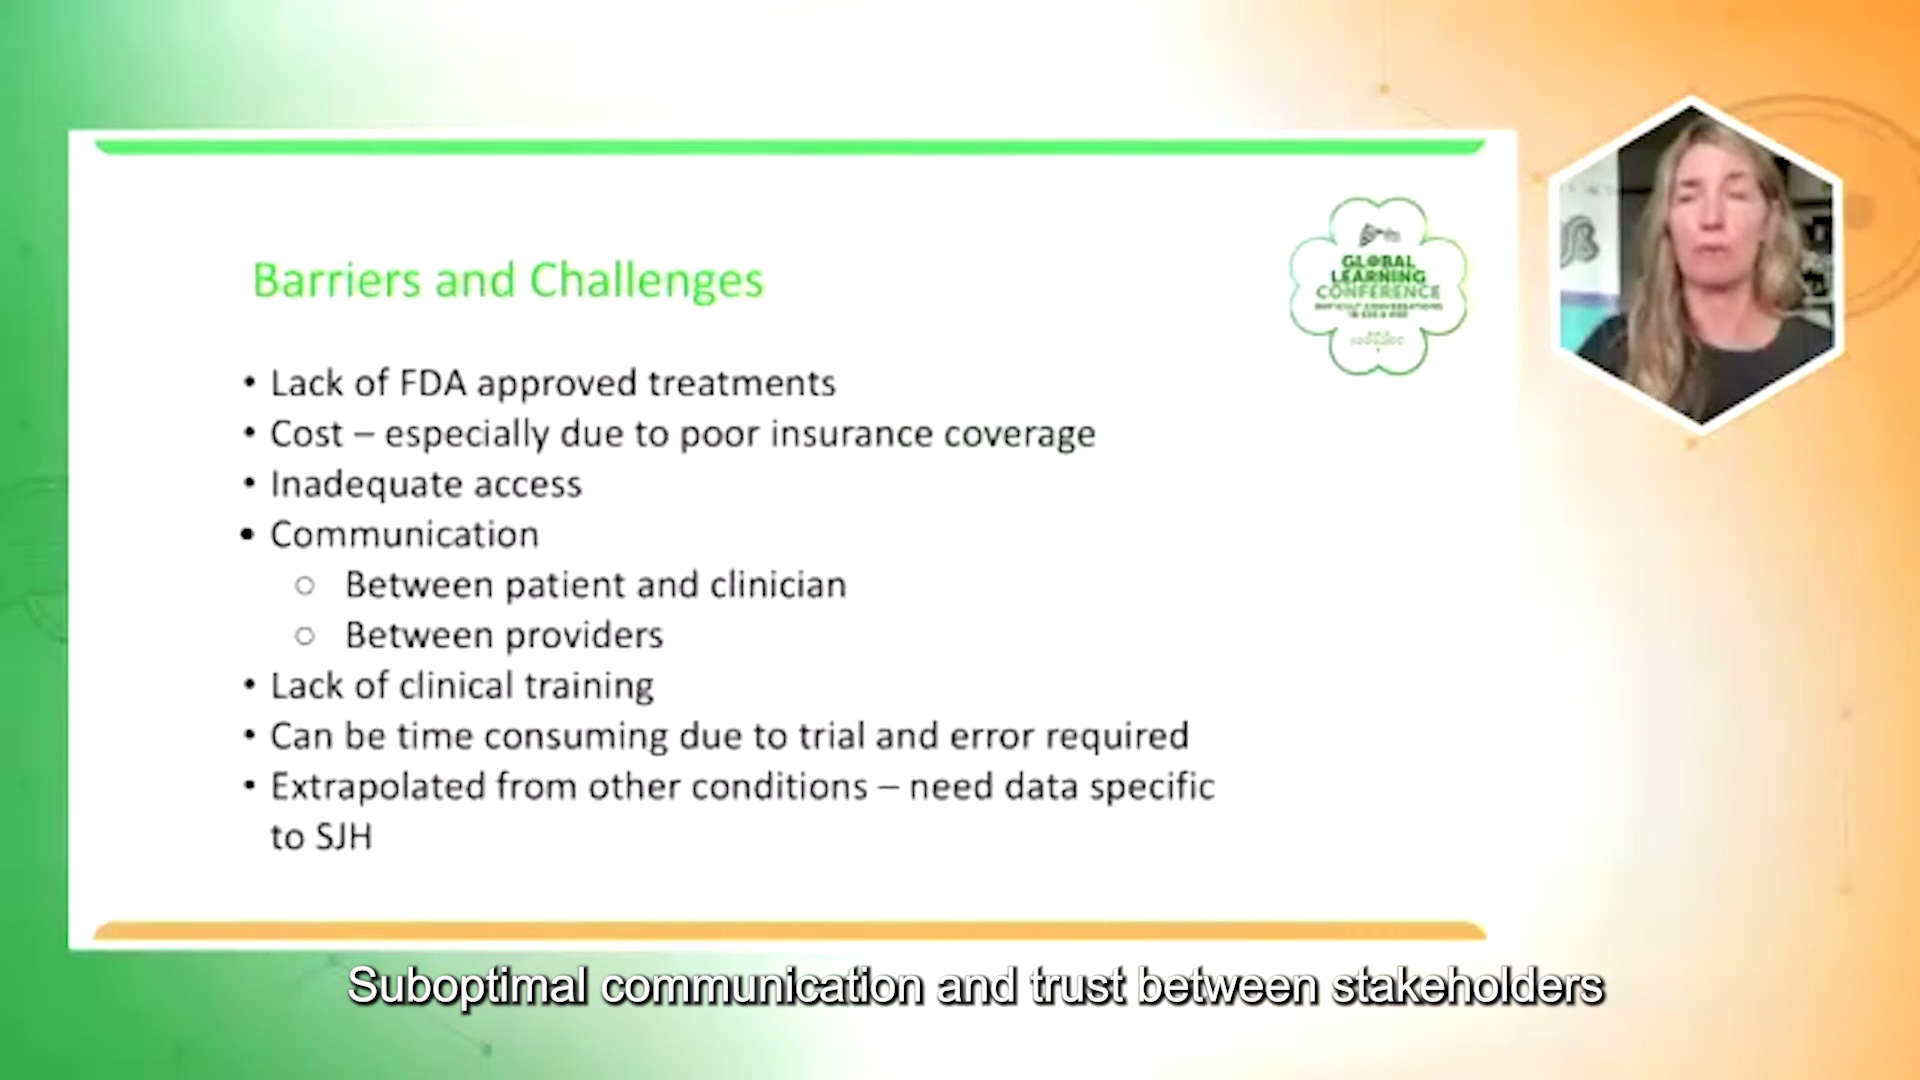 Barriers and Challenges
GLOBAL
LEARNING
CONFERENCE
• Lack of FDA approved treatments
• Cost – especially due to poor insurance coverage
• Inadequate access
• Communication
○ Between patient and clinician
○ Between providers
• Lack of clinical training
• Can be time consuming due to trial and error required
• Extrapolated from other conditions – need data specific
to SJH
Suboptimal communication and trust between stakeholders